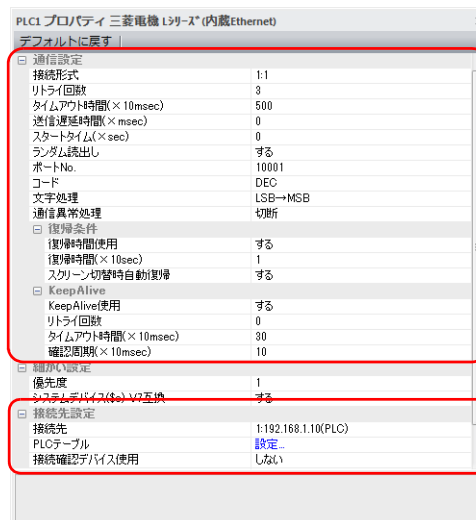 PLC1 プロパティ 三菱電機 Lｼﾘｰｽﾞ(内蔵Ethernet)
デフォルトに戻す
通信設定
接続形式 1:1
リトライ回数 3
タイムアウト時間(×10msec) 500
送信遅延時間(×msec) 0
スタートタイム(×sec) 0
ランダム読出し する
ポートNo. 10001
コード DEC
文字処理 LSB→MSB
通信異常処理 切断
復帰条件
復帰時間使用 する
復帰時間(×10sec) 1
スクリーン切替時自動復帰 する
KeepAlive
KeepAlive使用 する
リトライ回数 0
タイムアウト時間(×10msec) 30
確認周期(×10msec) 10
細かい設定
優先度 1
システムデバイス($s) V7互換 する
接続先設定
接続先 1:192.168.1.10(PLC)
PLCテーブル 設定...
接続確認デバイス使用 しない